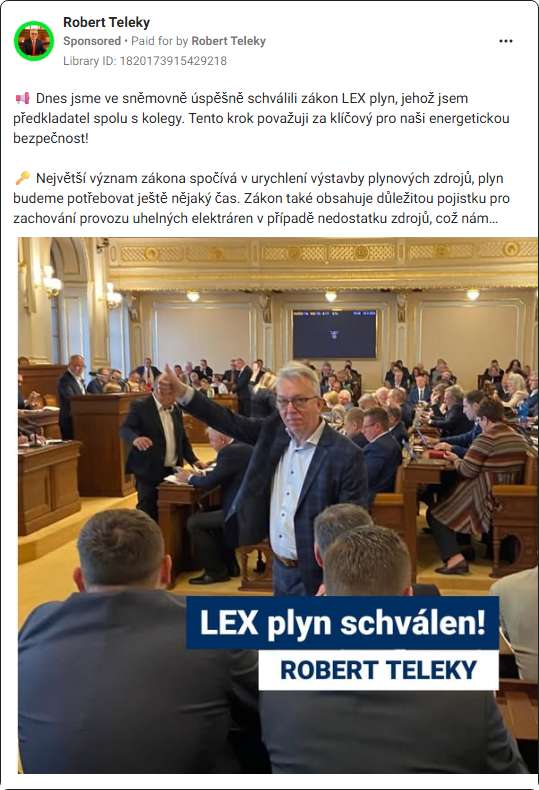 Robert Teleky
Sponsored • Paid for by Robert Teleky
Library ID: 1820173915429218
📢 Dnes jsme ve sněmovně úspěšně schválili zákon LEX plyn, jehož jsem
předkladatel spolu s kolegy. Tento krok považuji za klíčový pro naši energetickou
bezpečnost!
🔑 Největší význam zákona spočívá v urychlení výstavby plynových zdrojů, plyn
budeme potřebovat ještě nějaký čas. Zákon také obsahuje důležitou pojistku pro
zachování provozu uhelných elektráren v případě nedostatku zdrojů, což nám...
LEX plyn schválen!
ROBERT TELEKY